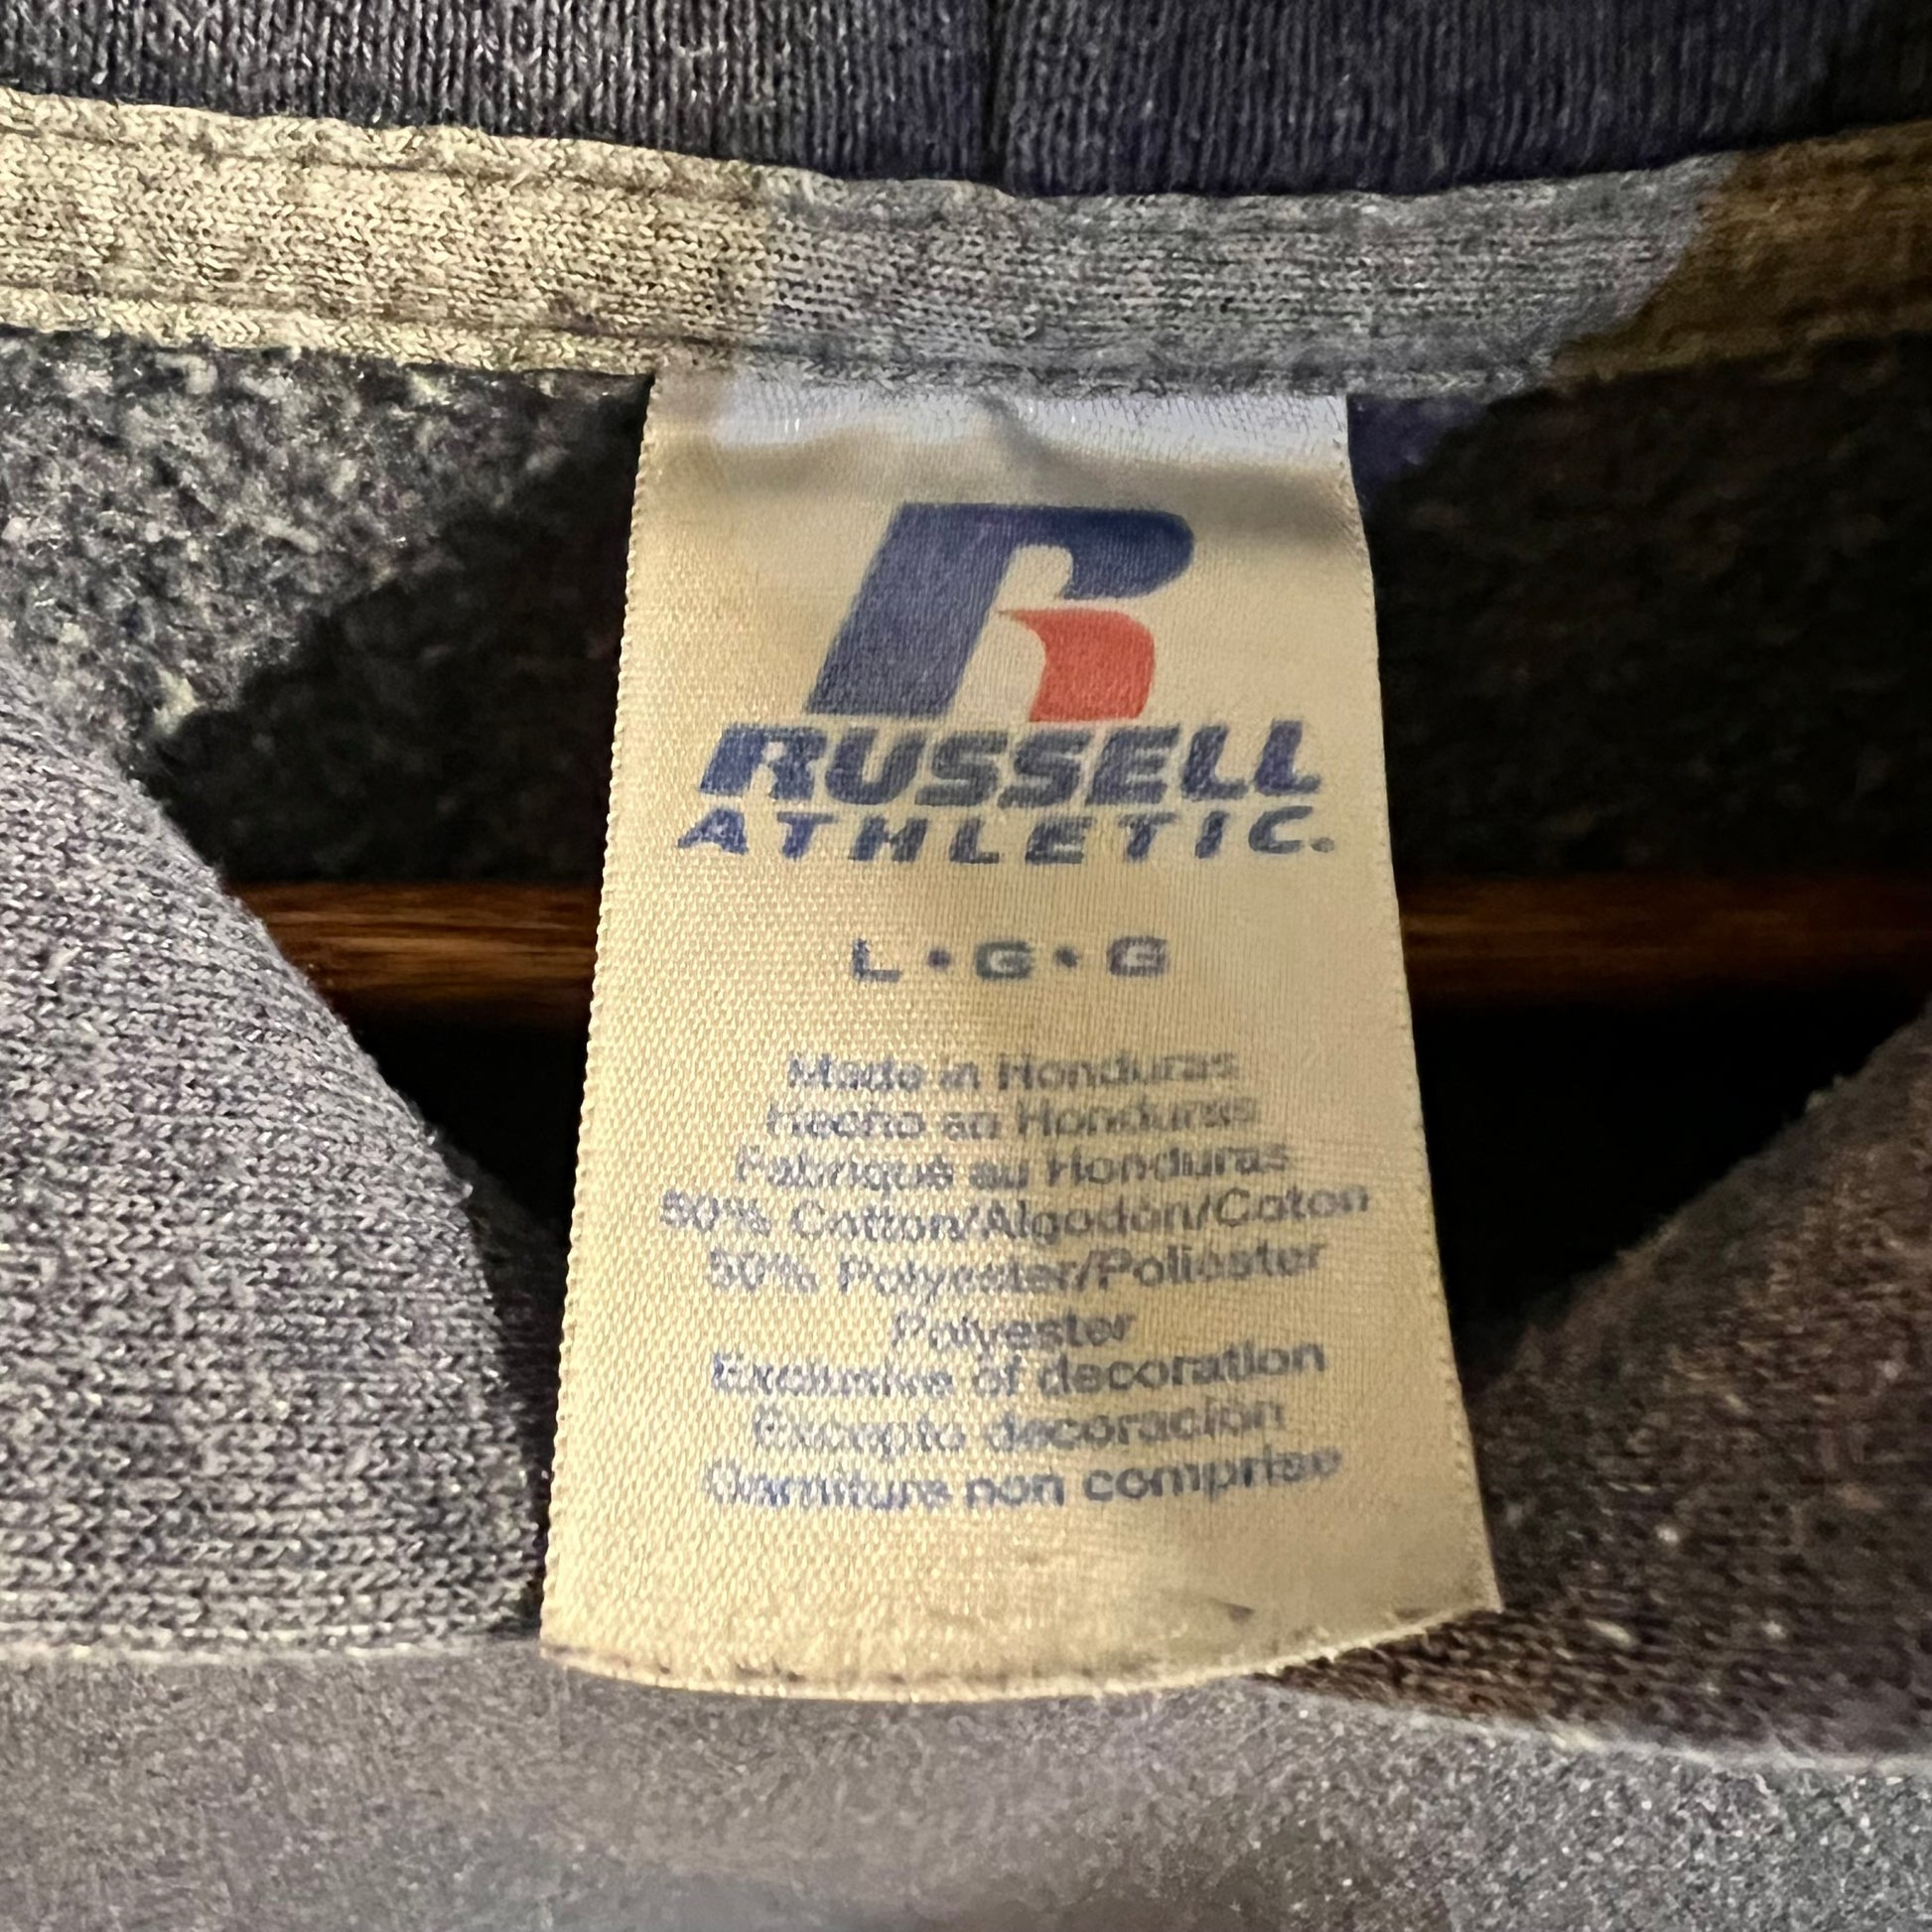 R
RUSSELL
ATHLETIC.
L • G • G
Made in Honduras
Hecho en Honduras
Fabriqué au Honduras
50% Cotton/Algodón/Coton
50% Polyester/Poliéster
Polyester
Exclusive of decoration
Excepto decoración
Garniture non comprise